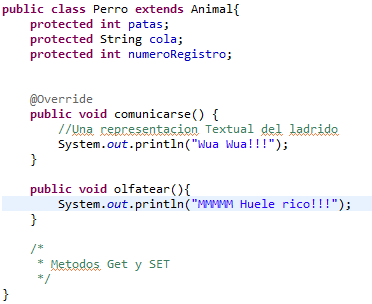 public class Perro extends Animal{
    protected int patas;
    protected String cola;
    protected int numeroRegistro;


    @Override
    public void comunicarse() {
        //Una representacion Textual del ladrido
        System.out.println("Wua Wua!!!");
    }

    public void olfatear(){
        System.out.println("MMMMM Huele rico!!!");
    }

    /*
     * Metodos Get y SET
     */
}